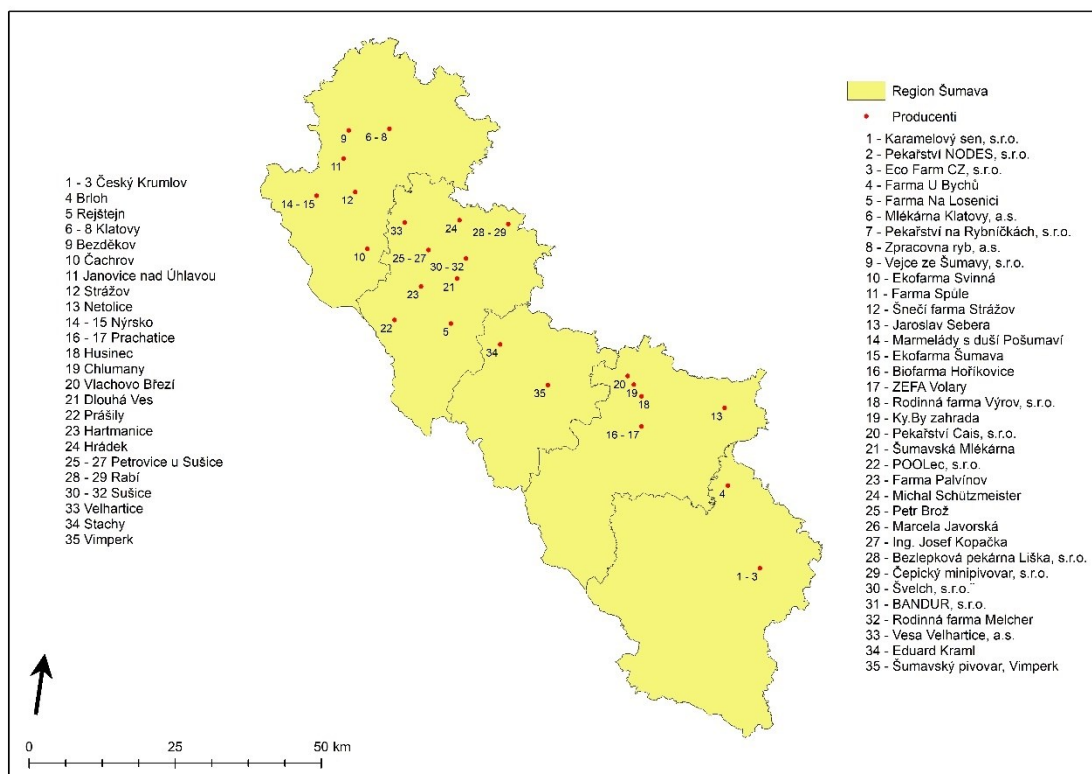 1 - 3 Český Krumlov
4 Brloh
5 Rejštejn
6 - 8 Klatovy
9 Bezděkov
10 Čachrov
11 Janovice nad Úhlavou
12 Strážov
13 Netolice
14 - 15 Nýrsko
16 - 17 Prachatice
18 Husinec
19 Chlumany
20 Vlachovo Březí
21 Dlouhá Ves
22 Prášily
23 Hartmanice
24 Hrádek
25 - 27 Petrovice u Sušice
28 - 29 Rabí
30 - 32 Sušice
33 Velhartice
34 Stachy
35 Vimperk
9
6 - 8
11
14 - 15
12
33
24
28 - 29
10
25 - 27
30 - 32
23
21
22
5
34
35
20
19
18
13
16 - 17
4
1 - 3
Region Šumava
Producenti
1 - Karamelový sen, s.r.o.
2 - Pekařství NODES, s.r.o.
3 - Eco Farm CZ, s.r.o.
4 - Farma U Bychů
5 - Farma Na Losenici
6 - Mlékárna Klatovy, a.s.
7 - Pekařství na Rybníčkách, s.r.o.
8 - Zpracovna ryb, a.s.
9 - Vejce ze Šumavy, s.r.o.
10 - Ekofarma Svinná
11 - Farma Spůle
12 - Šnečí farma Strážov
13 - Jaroslav Sebera
14 - Marmelády s duší Pošumaví
15 - Ekofarma Šumava
16 - Biofarma Hoříkovice
17 - ZEFA Volary
18 - Rodinná farma Výrov, s.r.o.
19 - Ky.By zahrada
20 - Pekařství Cais, s.r.o.
21 - Šumavská Mlékárna
22 - POOLec, s.r.o.
23 - Farma Palvínov
24 - Michal Schützmeister
25 - Petr Brož
26 - Marcela Javorská
27 - Ing. Josef Kopačka
28 - Bezlepková pekárna Liška, s.r.o.
29 - Čepický minipivovar, s.r.o.
30 - Švelch, s.r.o.¨
31 - BANDUR, s.r.o.
32 - Rodinná farma Melcher
33 - Vesa Velhartice, a.s.
34 - Eduard Kraml
35 - Šumavský pivovar, Vimperk
0 25 50 km